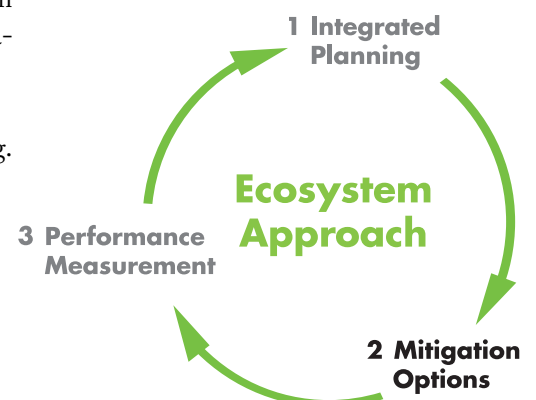 1 Integrated
Planning
Ecosystem
Approach
3 Performance
Measurement
2 Mitigation
Options